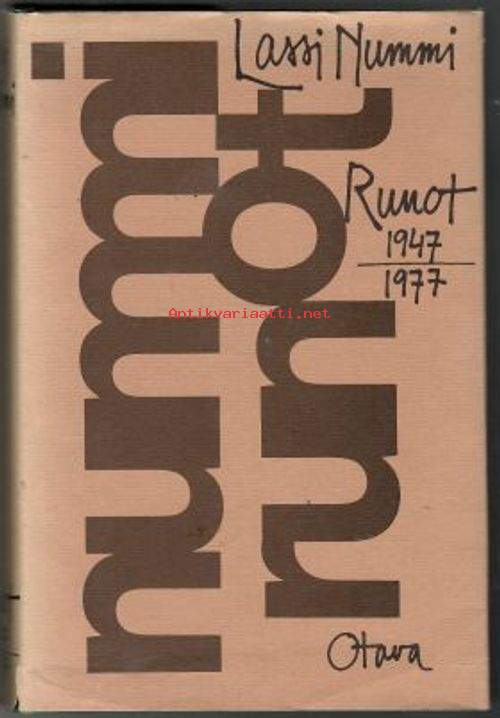 Lassi Nummi
Runot
1947
1977
nummi
runot
Antikvariaatti.net
Otava